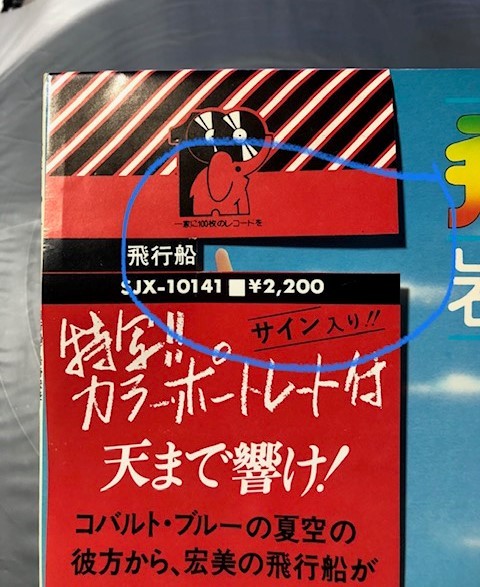 一家に100枚のレコードを
飛行船
SJX-10141 ■ ¥2,200
サイン入り!!
特写!!
カラーポートレート付
天まで響け!
コバルト・ブルーの夏空の
彼方から、宏美の飛行船が